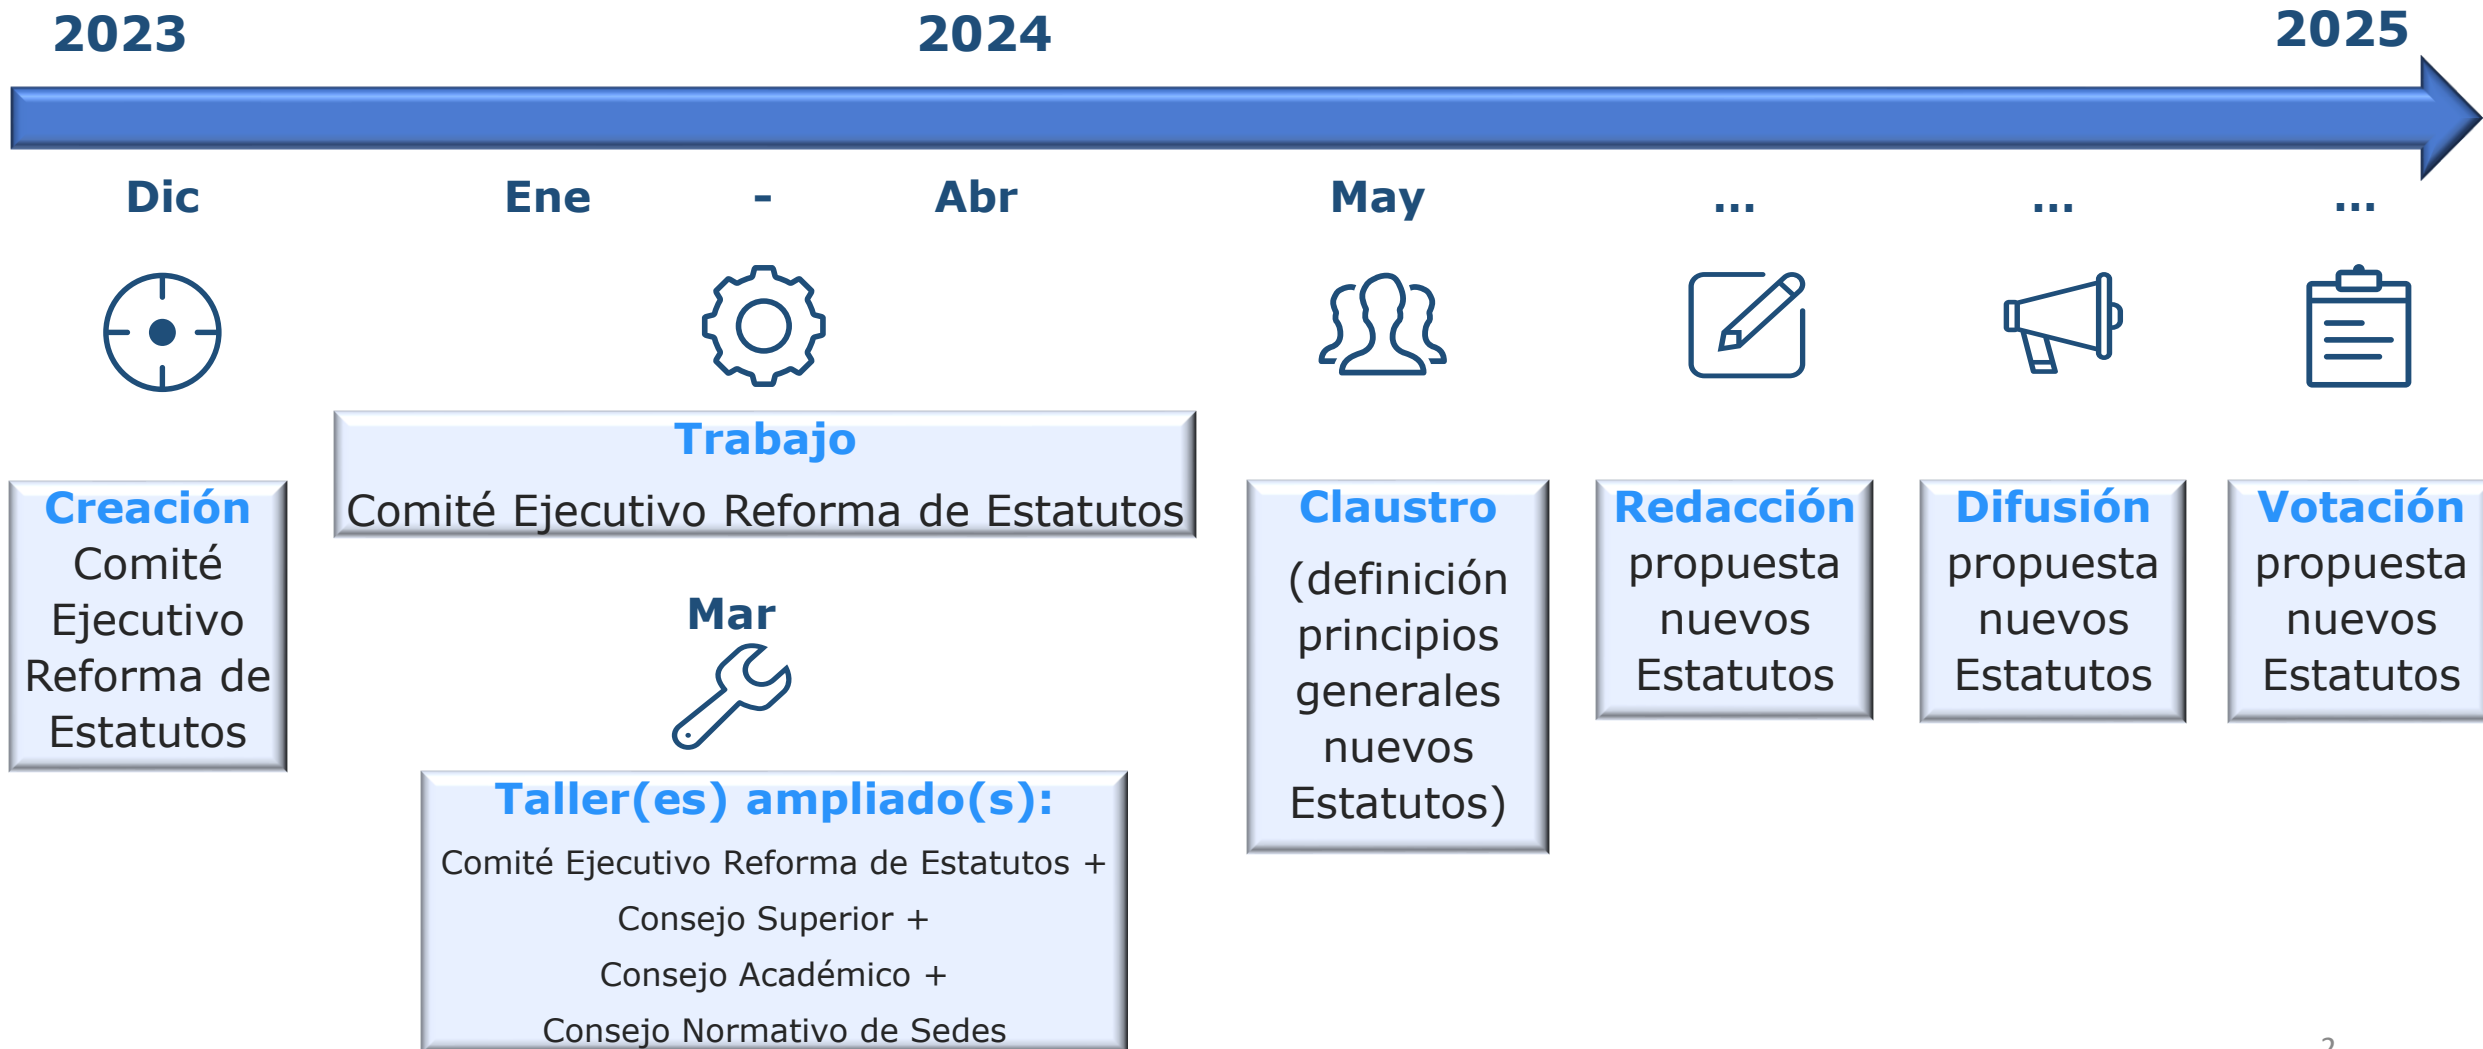 2023 2024 2025
Dic Ene - Abr May ... ... ...
Creación
Comité
Ejecutivo
Reforma de
Estatutos
Trabajo
Comité Ejecutivo Reforma de Estatutos
Mar
Taller(es) ampliado(s):
Comité Ejecutivo Reforma de Estatutos +
Consejo Superior +
Consejo Académico +
Consejo Normativo de Sedes
Claustro
(definición
principios
generales
nuevos
Estatutos)
Redacción
propuesta
nuevos
Estatutos
Difusión
propuesta
nuevos
Estatutos
Votación
propuesta
nuevos
Estatutos
2